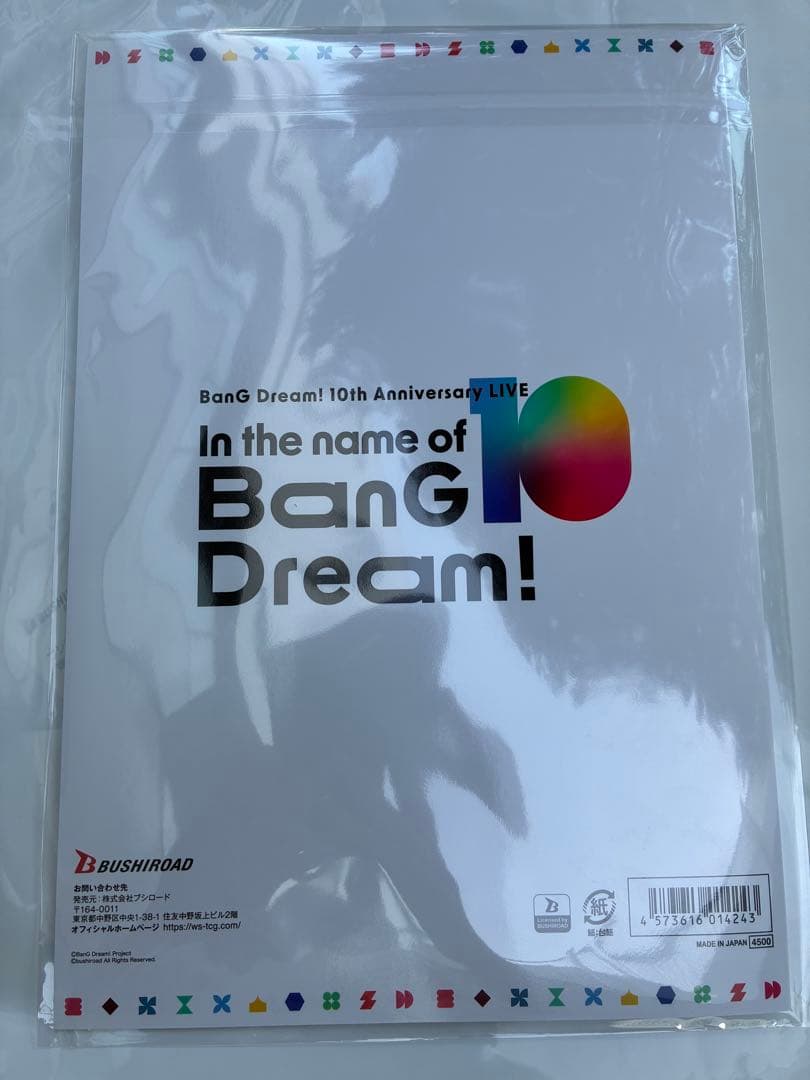 BanG Dream! 10th Anniversary LIVE
In the name of
BanG
Dream!
10
BUSHIROAD
お問い合わせ先
発売元:株式会社ブシロード
〒164-0011
東京都中野区中央1-38-1 住友中野坂上ビル2階
オフィシャルホームページ https://ws-tcg.com/
©BanG Dream! Project
©bushiroad All Rights Reserved.
B
Licensed by
BUSHIROAD
紙
紙:台紙
4 573616 014243
MADE IN JAPAN 4500